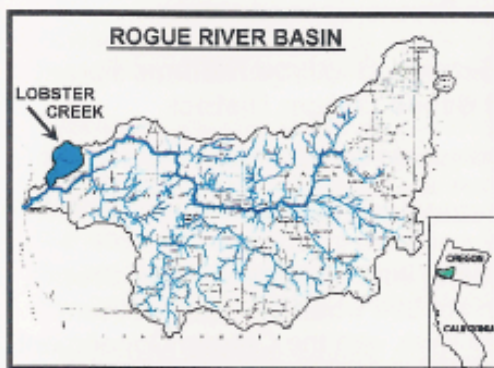 ROGUE RIVER BASIN
LOBSTER
CREEK
OREGON
CALIFORNIA